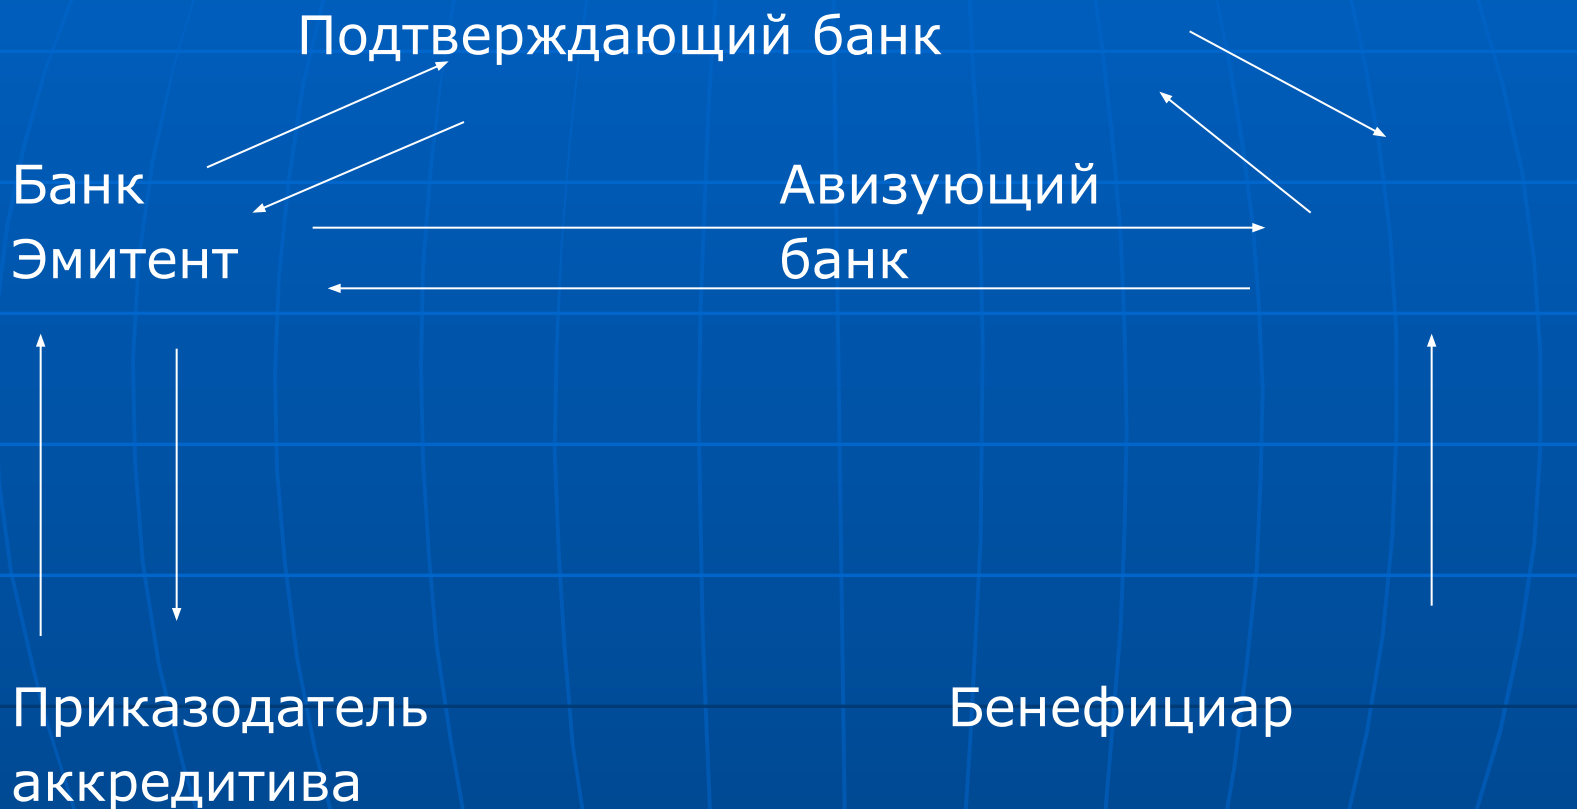 Подтверждающий банк
Банк Авизующий
Эмитент банк
Приказодатель Бенефициар
аккредитива